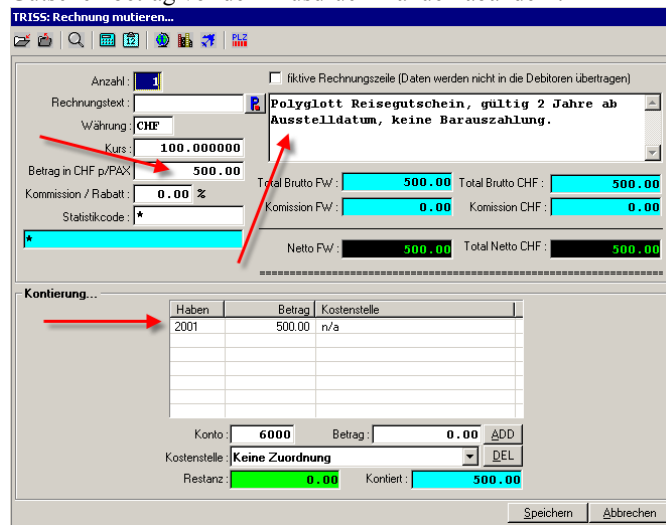 TRISS: Rechnung mutieren...
12
PLZ
Anzahl : 1
fiktive Rechnungszeile (Daten werden nicht in die Debitoren übertragen)
Rechnungstext :
P.
Polyglott Reisegutschein, gültig 2 Jahre ab
Ausstelldatum, keine Barauszahlung.
Währung : CHF
Kurs : 100.000000
Betrag in CHF p/PAX 500.00
Total Brutto FW : 500.00 Total Brutto CHF : 500.00
Kommission / Rabatt : 0.00 %
Komission FW : 0.00 Komission CHF : 0.00
Statistikcode : *
*
Netto FW : 500.00 Total Netto CHF : 500.00
Kontierung...
Haben Betrag Kostenstelle
2001 500.00 n/a
Konto : 6000 Betrag : 0.00 ADD
Kostenstelle : Keine Zuordnung DEL
Restanz : 0.00 Kontiert : 500.00
Speichern Abbrechen